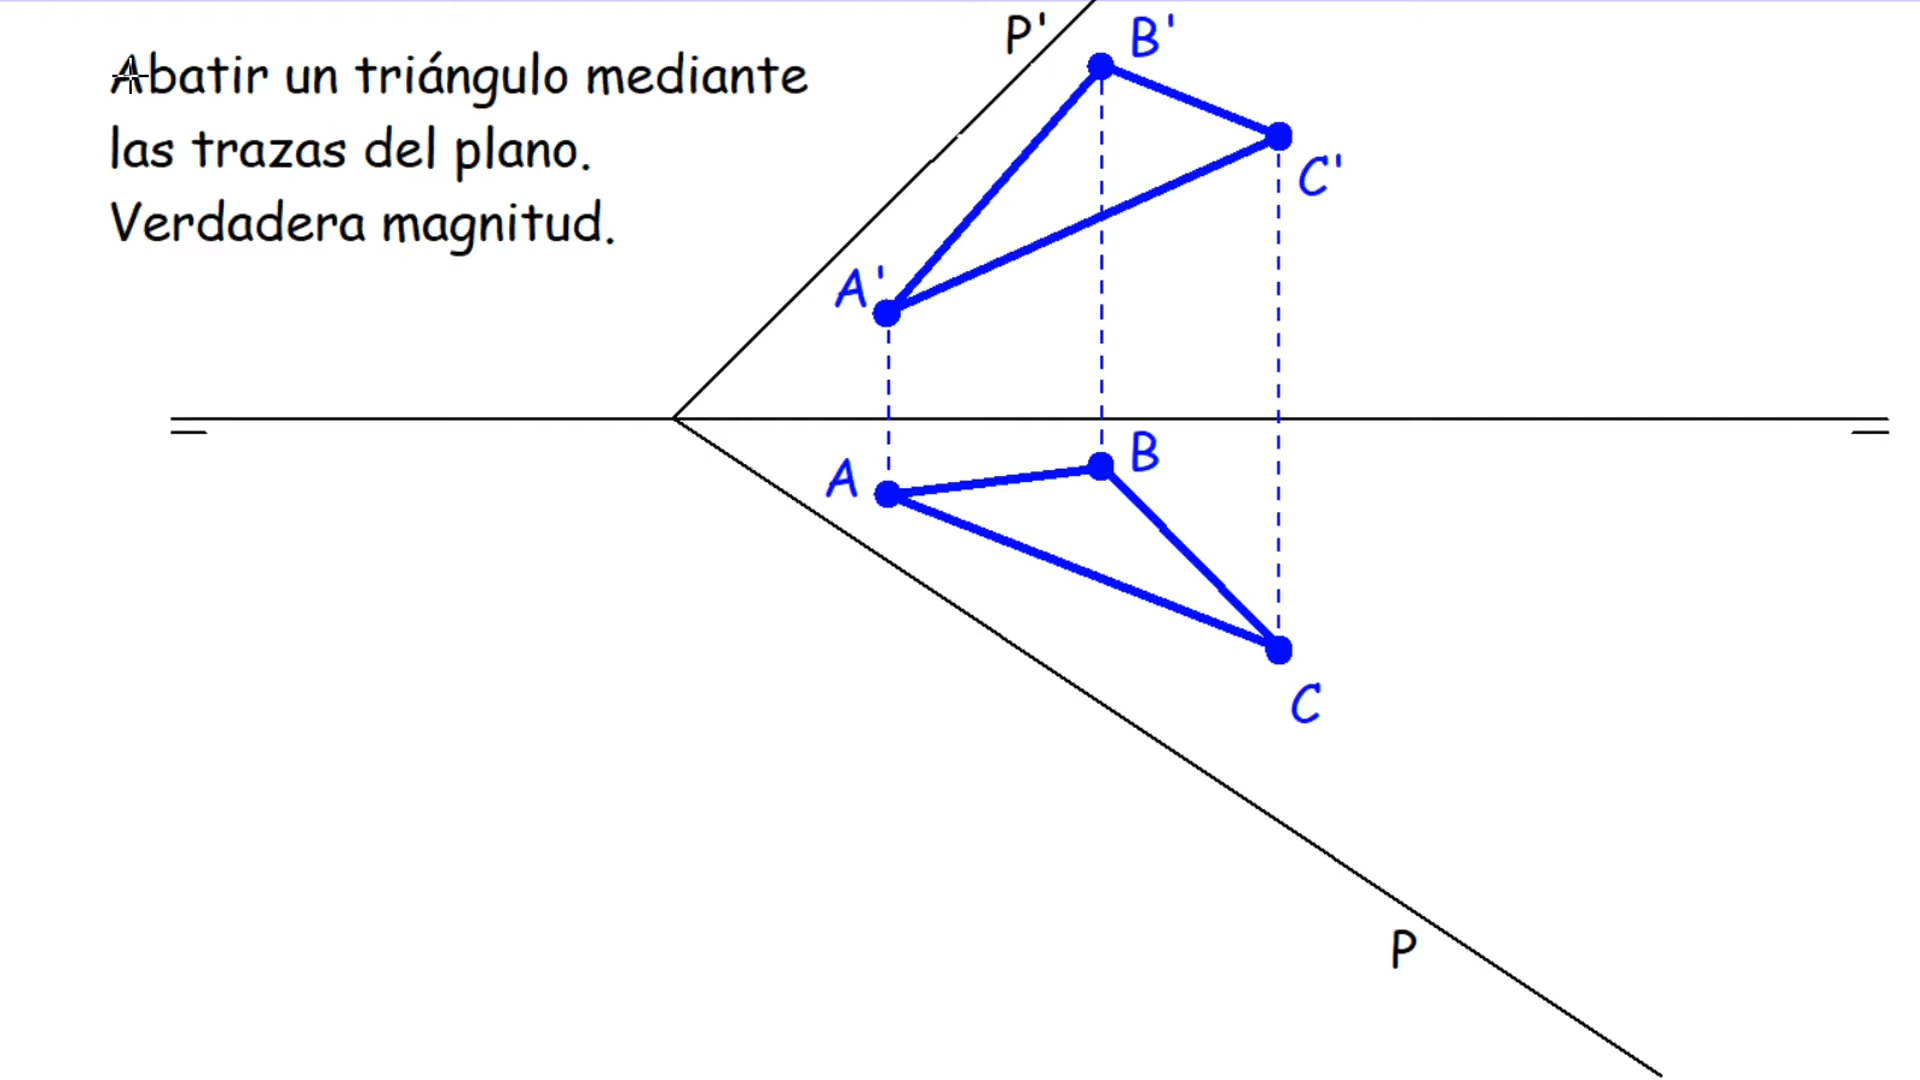 Abatir un triángulo mediante
las trazas del plano.
Verdadera magnitud.
P'
B'
C'
A'
B
A
C
P